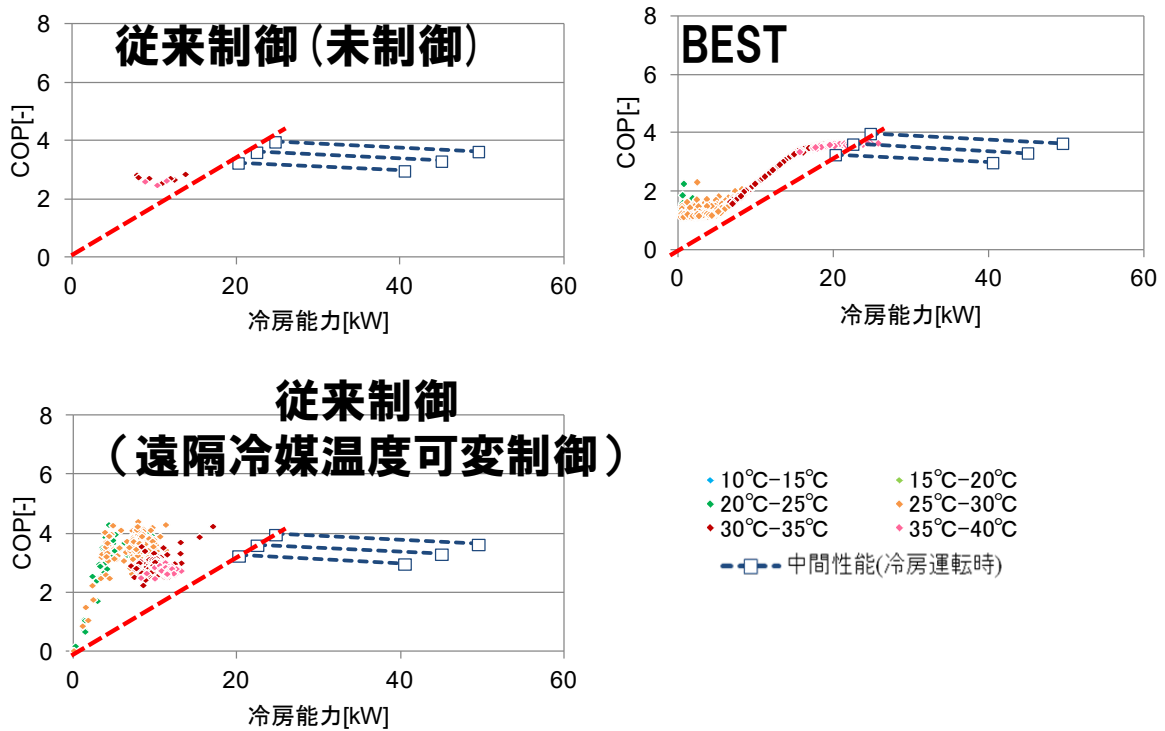 従来制御(未制御)
8
6
4
2
0
COP[-]
0 20 40 60
冷房能力[kW]
BEST
8
6
4
2
0
COP[-]
0 20 40 60
冷房能力[kW]
従来制御
（遠隔冷媒温度可変制御）
8
6
4
2
0
COP[-]
0 20 40 60
冷房能力[kW]
10℃-15℃ 15℃-20℃
20℃-25℃ 25℃-30℃
30℃-35℃ 35℃-40℃
中間性能(冷房運転時)